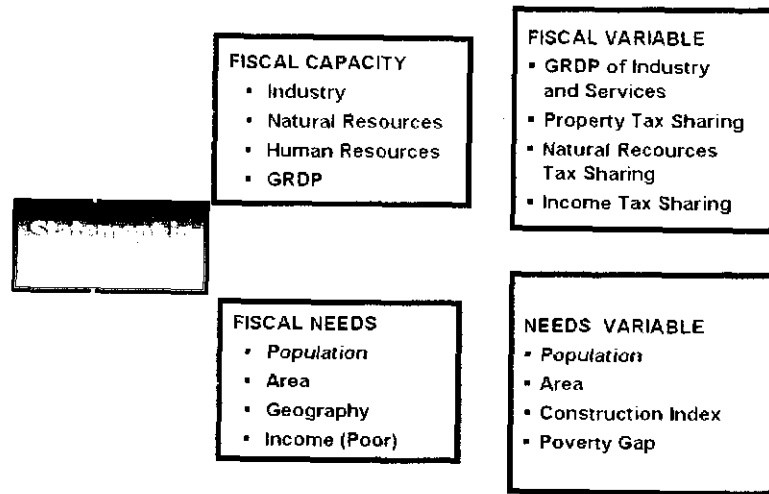 FISCAL CAPACITY
▪ Industry
▪ Natural Resources
▪ Human Resources
▪ GRDP
FISCAL VARIABLE
▪ GRDP of Industry
and Services
▪ Property Tax Sharing
▪ Natural Recources
Tax Sharing
▪ Income Tax Sharing
FISCAL NEEDS
▪ Population
▪ Area
▪ Geography
▪ Income (Poor)
NEEDS VARIABLE
▪ Population
▪ Area
▪ Construction Index
▪ Poverty Gap